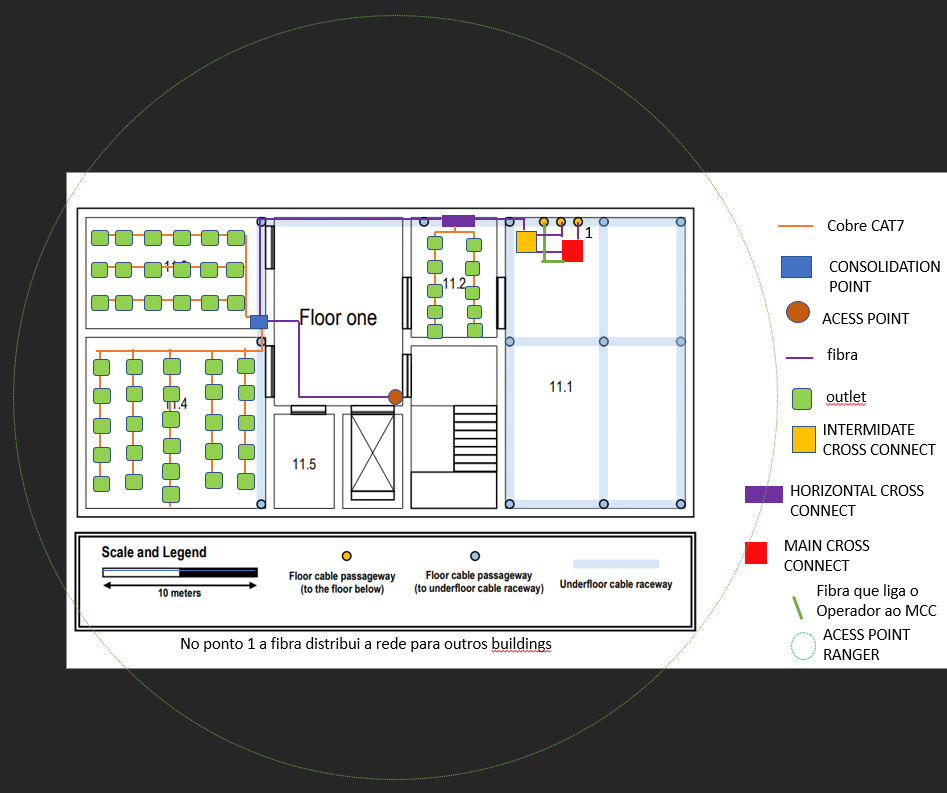 Cobre CAT7
CONSOLIDATION
POINT
ACESS POINT
fibra
outlet
INTERMIDATE
CROSS CONNECT
HORIZONTAL CROSS
CONNECT
MAIN CROSS
CONNECT
Fibra que liga o
Operador ao MCC
ACESS POINT
RANGER
1
11.2
Floor one
11.1
11.4
11.5
Scale and Legend
10 meters
Floor cable passageway
(to the floor below)
Floor cable passageway
(to underfloor cable raceway)
Underfloor cable raceway
No ponto 1 a fibra distribui a rede para outros buildings